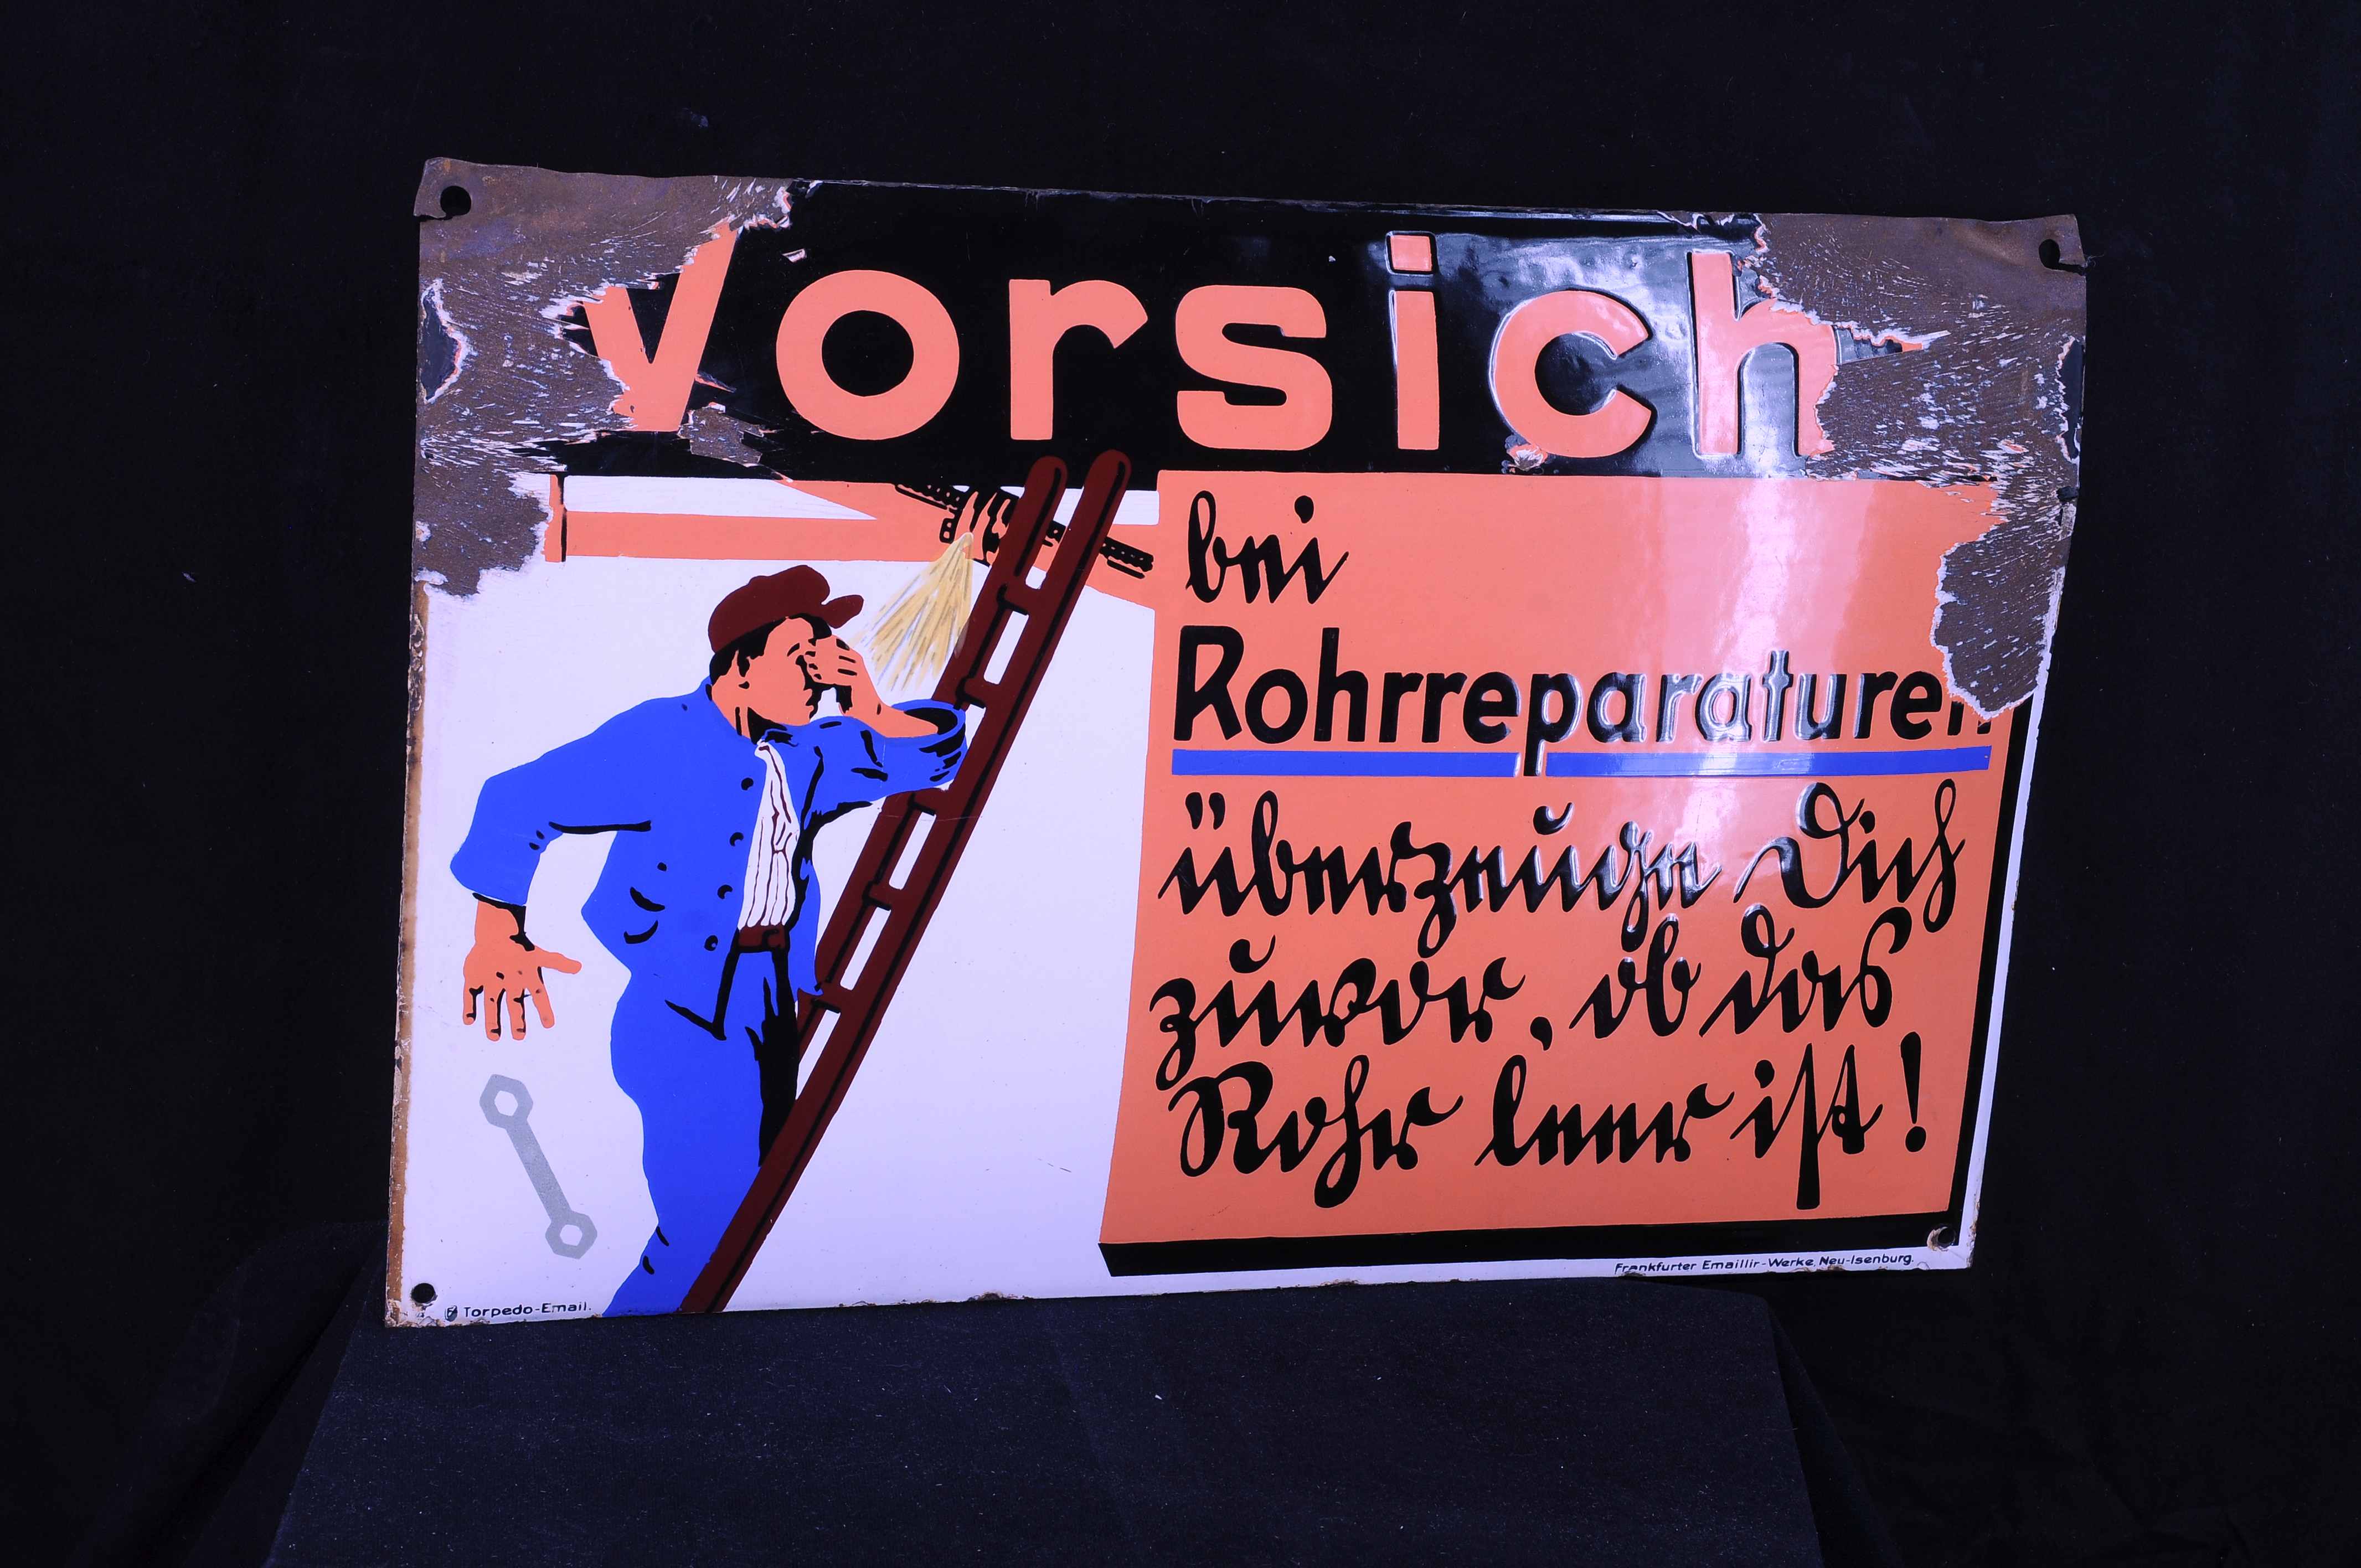 Vorsich
bei
Rohrreparaturen
überzeuge Dich
zuvor, ob das
Rohr leer ist!
Frankfurter Emaillir-Werke, Neu-Isenburg.
Torpedo-Email.